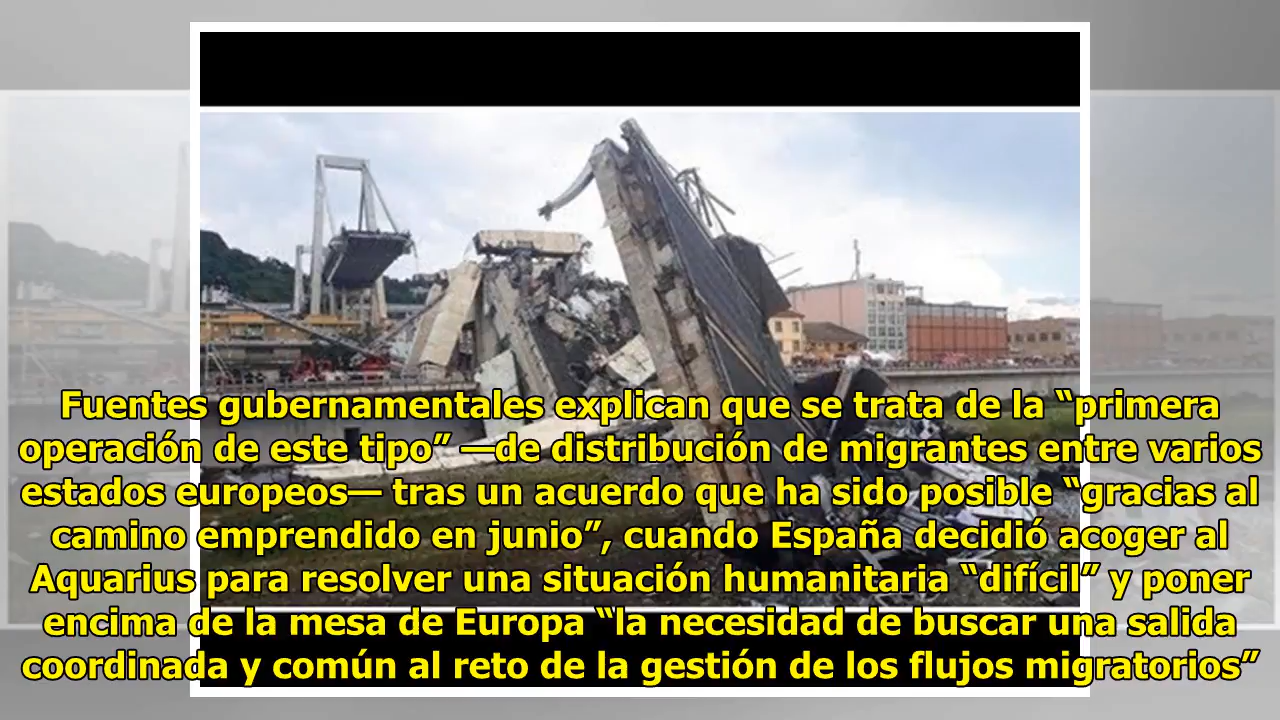 Fuentes gubernamentales explican que se trata de la “primera
operación de este tipo” —de distribución de migrantes entre varios
estados europeos— tras un acuerdo que ha sido posible “gracias al
camino emprendido en junio”, cuando España decidió acoger al
Aquarius para resolver una situación humanitaria “difícil” y poner
encima de la mesa de Europa “la necesidad de buscar una salida
coordinada y común al reto de la gestión de los flujos migratorios”